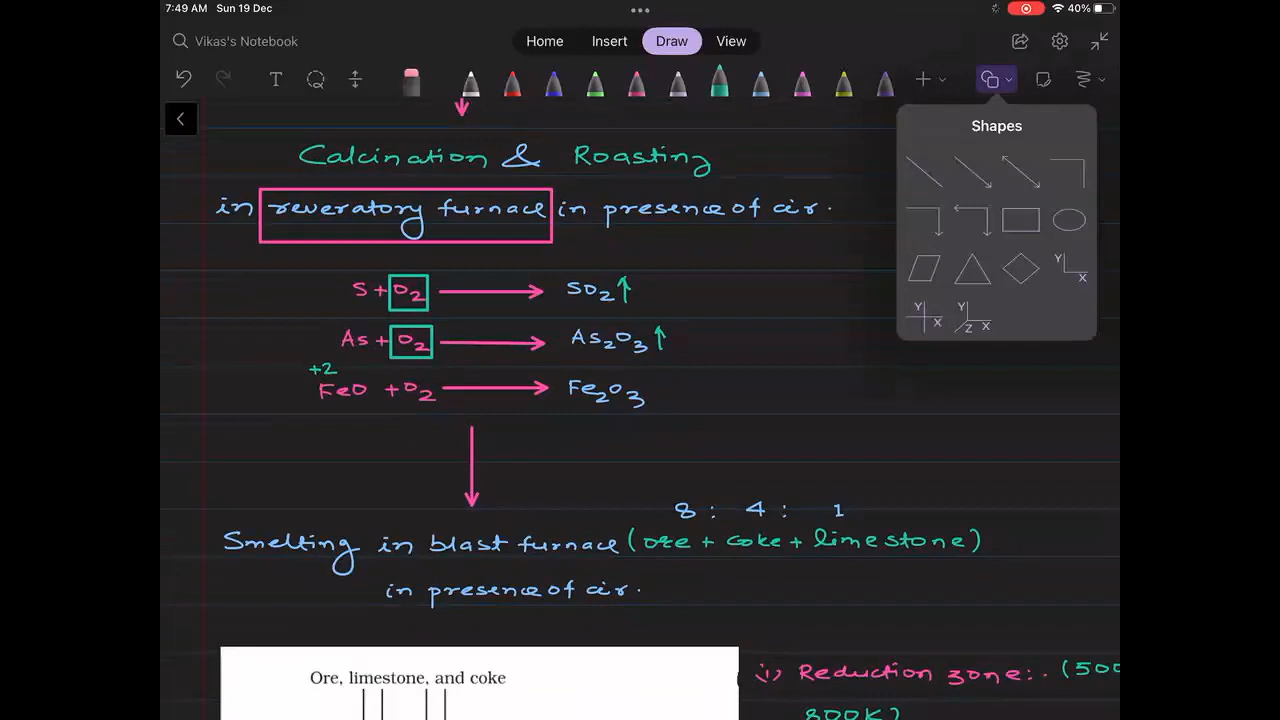 7:49 AM Sun 19 Dec
40%
Vikas's Notebook
Home Insert Draw View
T
Shapes
Y X
Y X
Y Z X
Calcination & Roasting
in reveratory furnace in presence of air.
S + O₂ ⟶ SO₂↑
As + O₂ ⟶ As₂O₃↑
+2
FeO + O₂ ⟶ Fe₂O₃
8 : 4 : 1
Smelting in blast furnace (ore + coke + limestone)
in presence of air.
Ore, limestone, and coke
i) Reduction zone:. (500
800K)